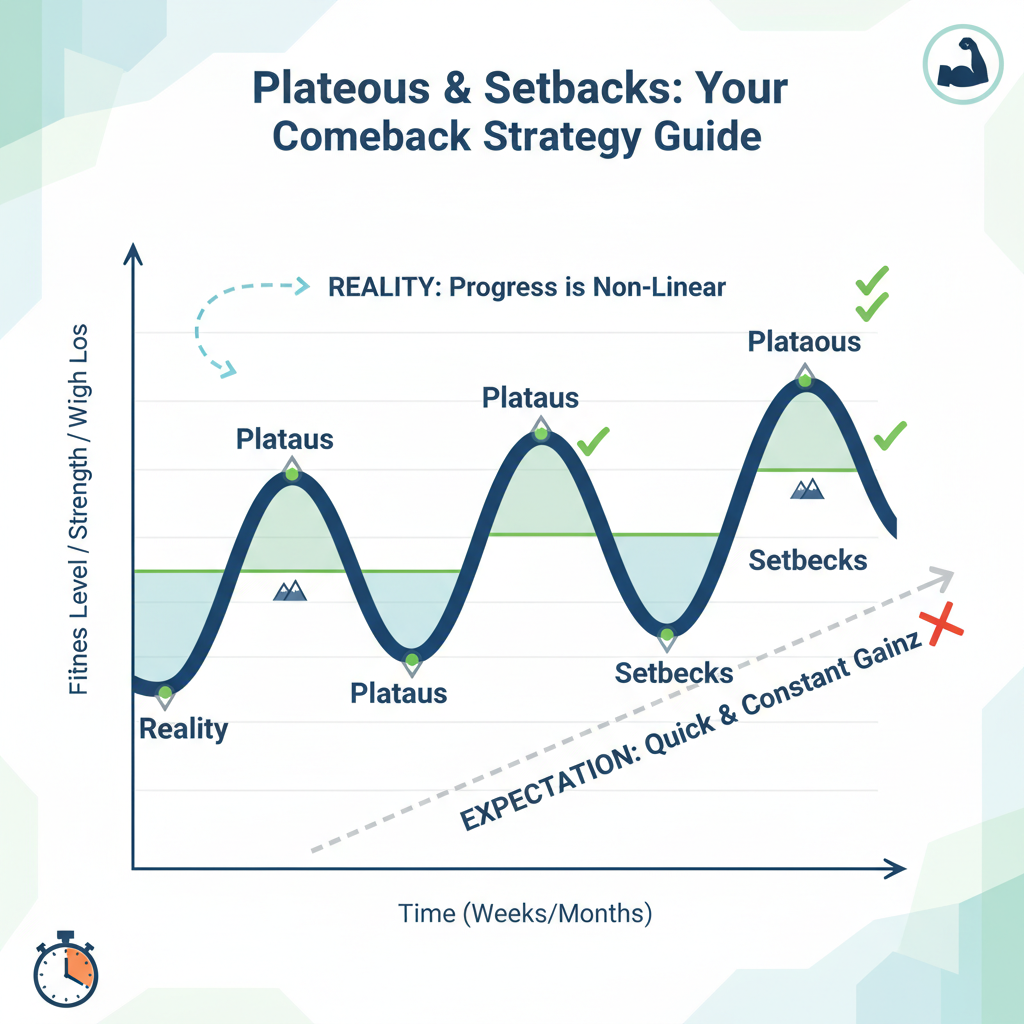 Plateous & Setbacks: Your
Comeback Strategy Guide
REALITY: Progress is Non-Linear
Plataous
Plataus
Plataus
Fitnes Level / Strength / Wigh Los
Setbecks
Setbecks
Plataus
Reality
EXPECTATION: Quick & Constant Gainz
Time (Weeks/Months)